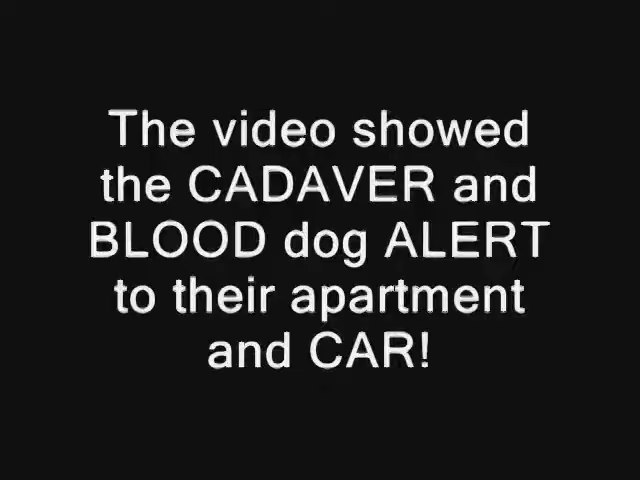 The video showed
the CADAVER and
BLOOD dog ALERT
to their apartment
and CAR!